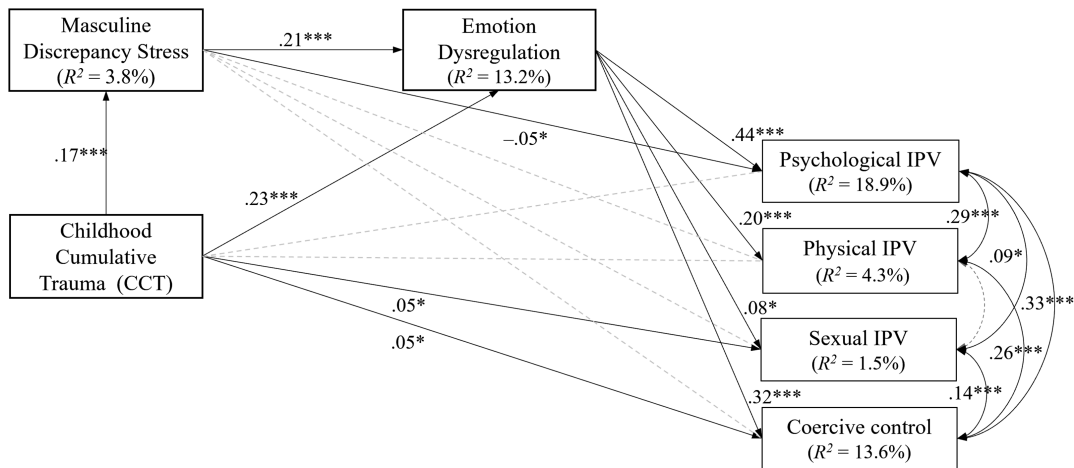 Masculine
Discrepancy Stress
(R² = 3.8%)
Emotion
Dysregulation
(R² = 13.2%)
.21***
–.05*
.17***
.23***
.44***
Psychological IPV
(R² = 18.9%)
.20***
.29***
Childhood
Cumulative
Trauma (CCT)
Physical IPV
(R² = 4.3%)
.09*
.33***
.05*
.05*
.08*
Sexual IPV
(R² = 1.5%)
.26***
.32***
.14***
Coercive control
(R² = 13.6%)